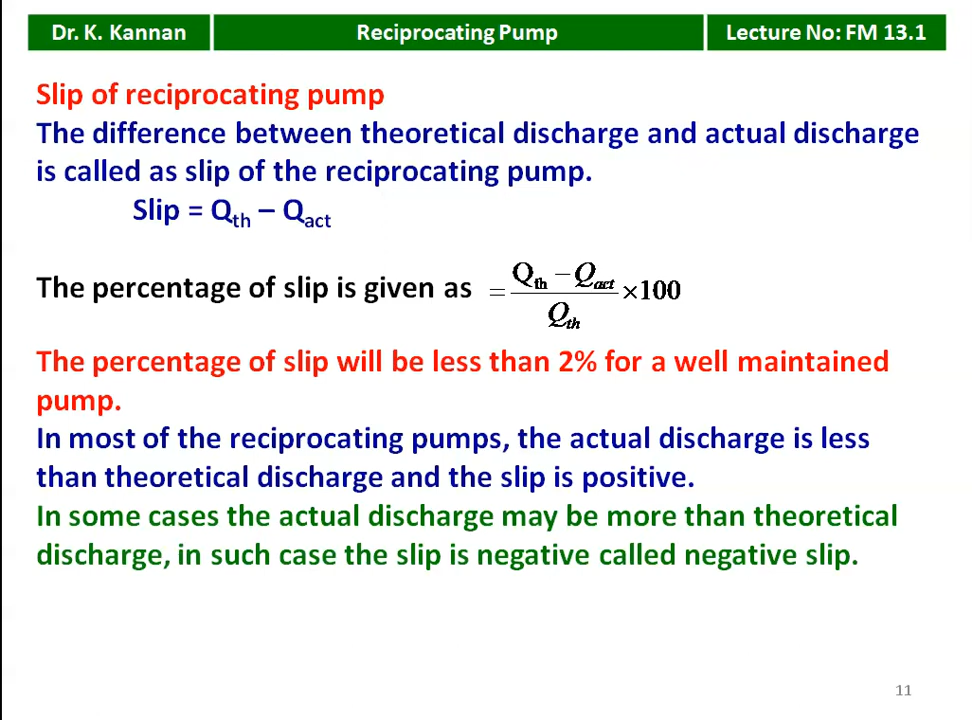 Dr. K. Kannan
Reciprocating Pump
Lecture No: FM 13.1
Slip of reciprocating pump
The difference between theoretical discharge and actual discharge
is called as slip of the reciprocating pump.
Slip = Qth – Qact
The percentage of slip is given as = (Qth − Qact) / Qth × 100
The percentage of slip will be less than 2% for a well maintained
pump.
In most of the reciprocating pumps, the actual discharge is less
than theoretical discharge and the slip is positive.
In some cases the actual discharge may be more than theoretical
discharge, in such case the slip is negative called negative slip.
11